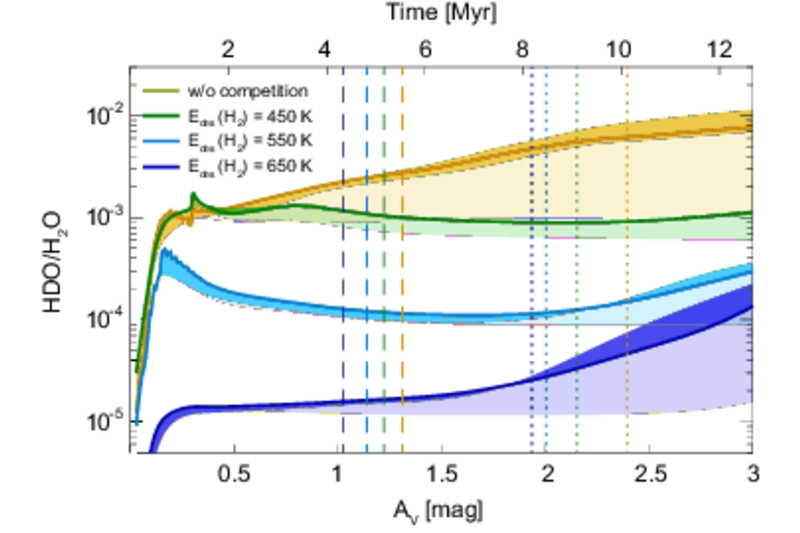 Time [Myr]
2 4 6 8 10 12
w/o competition
E_des (H_2) = 450 K
E_des (H_2) = 550 K
E_des (H_2) = 650 K
10^-2
10^-3
10^-4
10^-5
HDO/H_2O
0.5 1 1.5 2 2.5 3
A_V [mag]